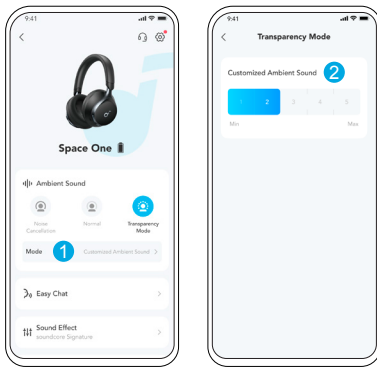 9:41
Space One
Ambient Sound
Noise
Cancellation
Normal
Transparency
Mode
Mode
1
Customized Ambient Sound
Easy Chat
Sound Effect
soundcore Signature
9:41
Transparency Mode
Customized Ambient Sound
2
1 2 3 4 5
Min Max